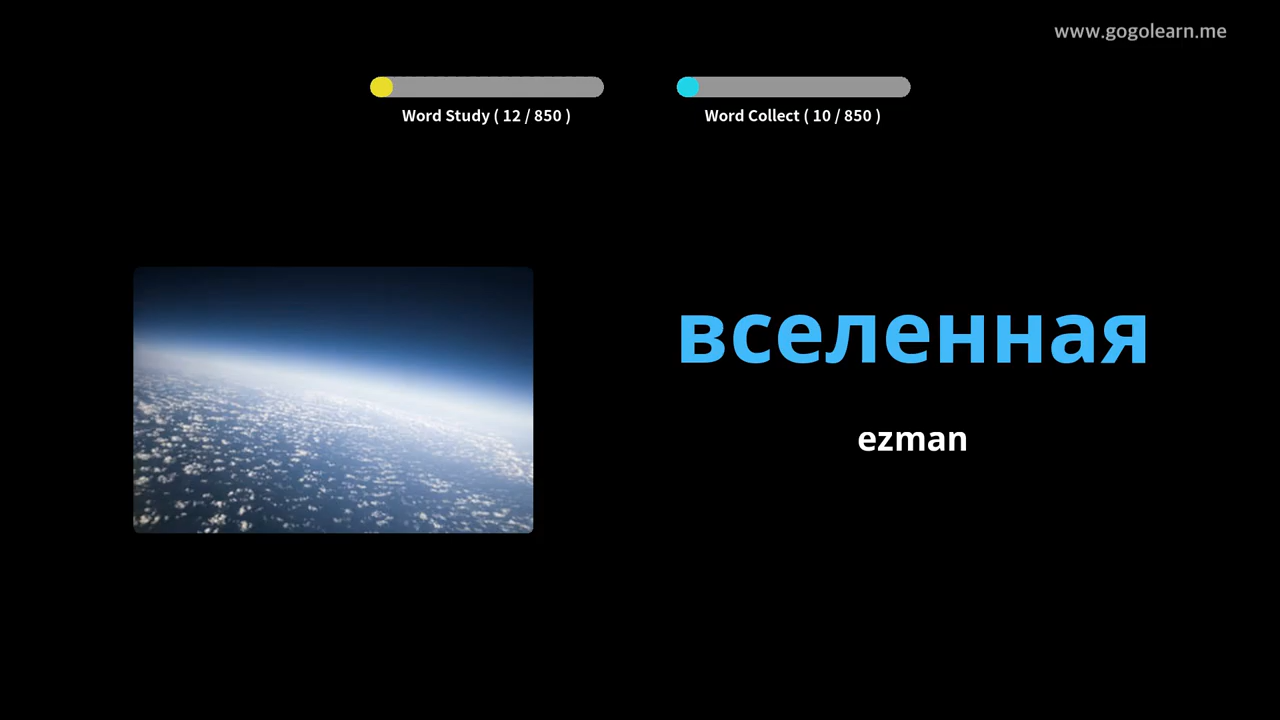 www.gogolearn.me
Word Study ( 12 / 850 )
Word Collect ( 10 / 850 )
вселенная
ezman